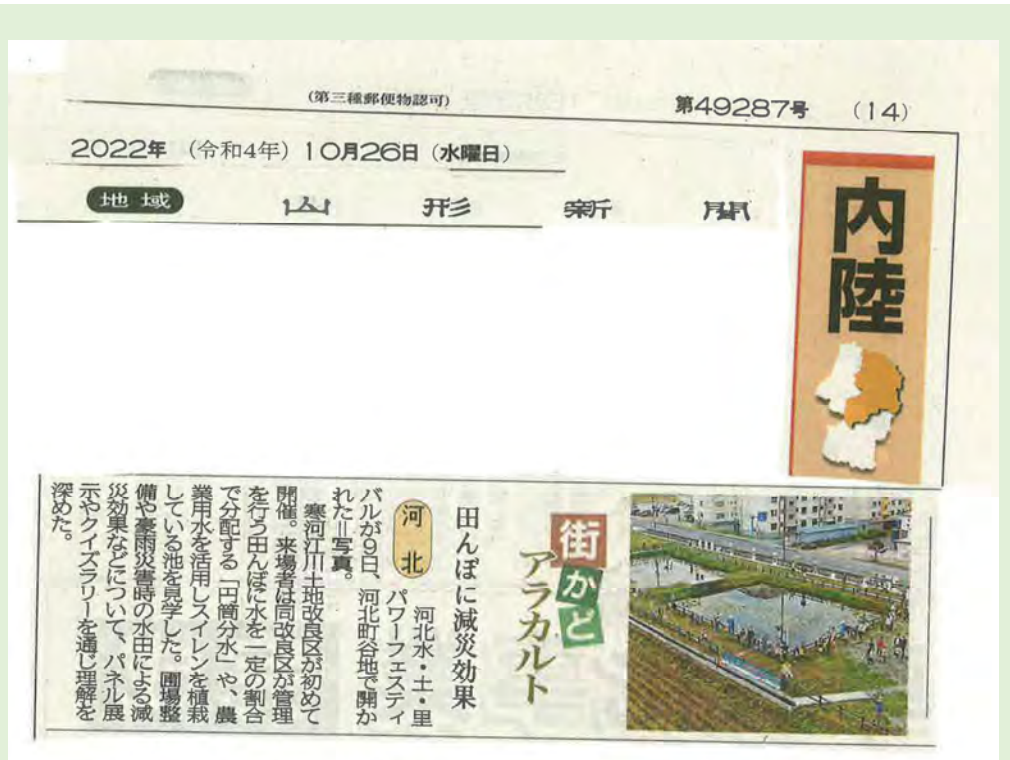 (第三種郵便物認可)
第49287号 (14)
2022年 (令和4年) 10月26日 (水曜日)
地域
山形新聞
内陸
街かど
アラカルト
田んぼに減災効果
河北
河北水・土・里
パワーフェスティ
バルが9日、河北町谷地で開か
れた＝写真。
寒河江川土地改良区が初めて
開催。来場者は同改良区が管理
を行う田んぼに水を一定の割合
で分配する「円筒分水」や、農
業用水を活用しスイレンを植栽
している池を見学した。圃場整
備や豪雨災害時の水田による減
災効果などについて、パネル展
示やクイズラリーを通じ理解を
深めた。